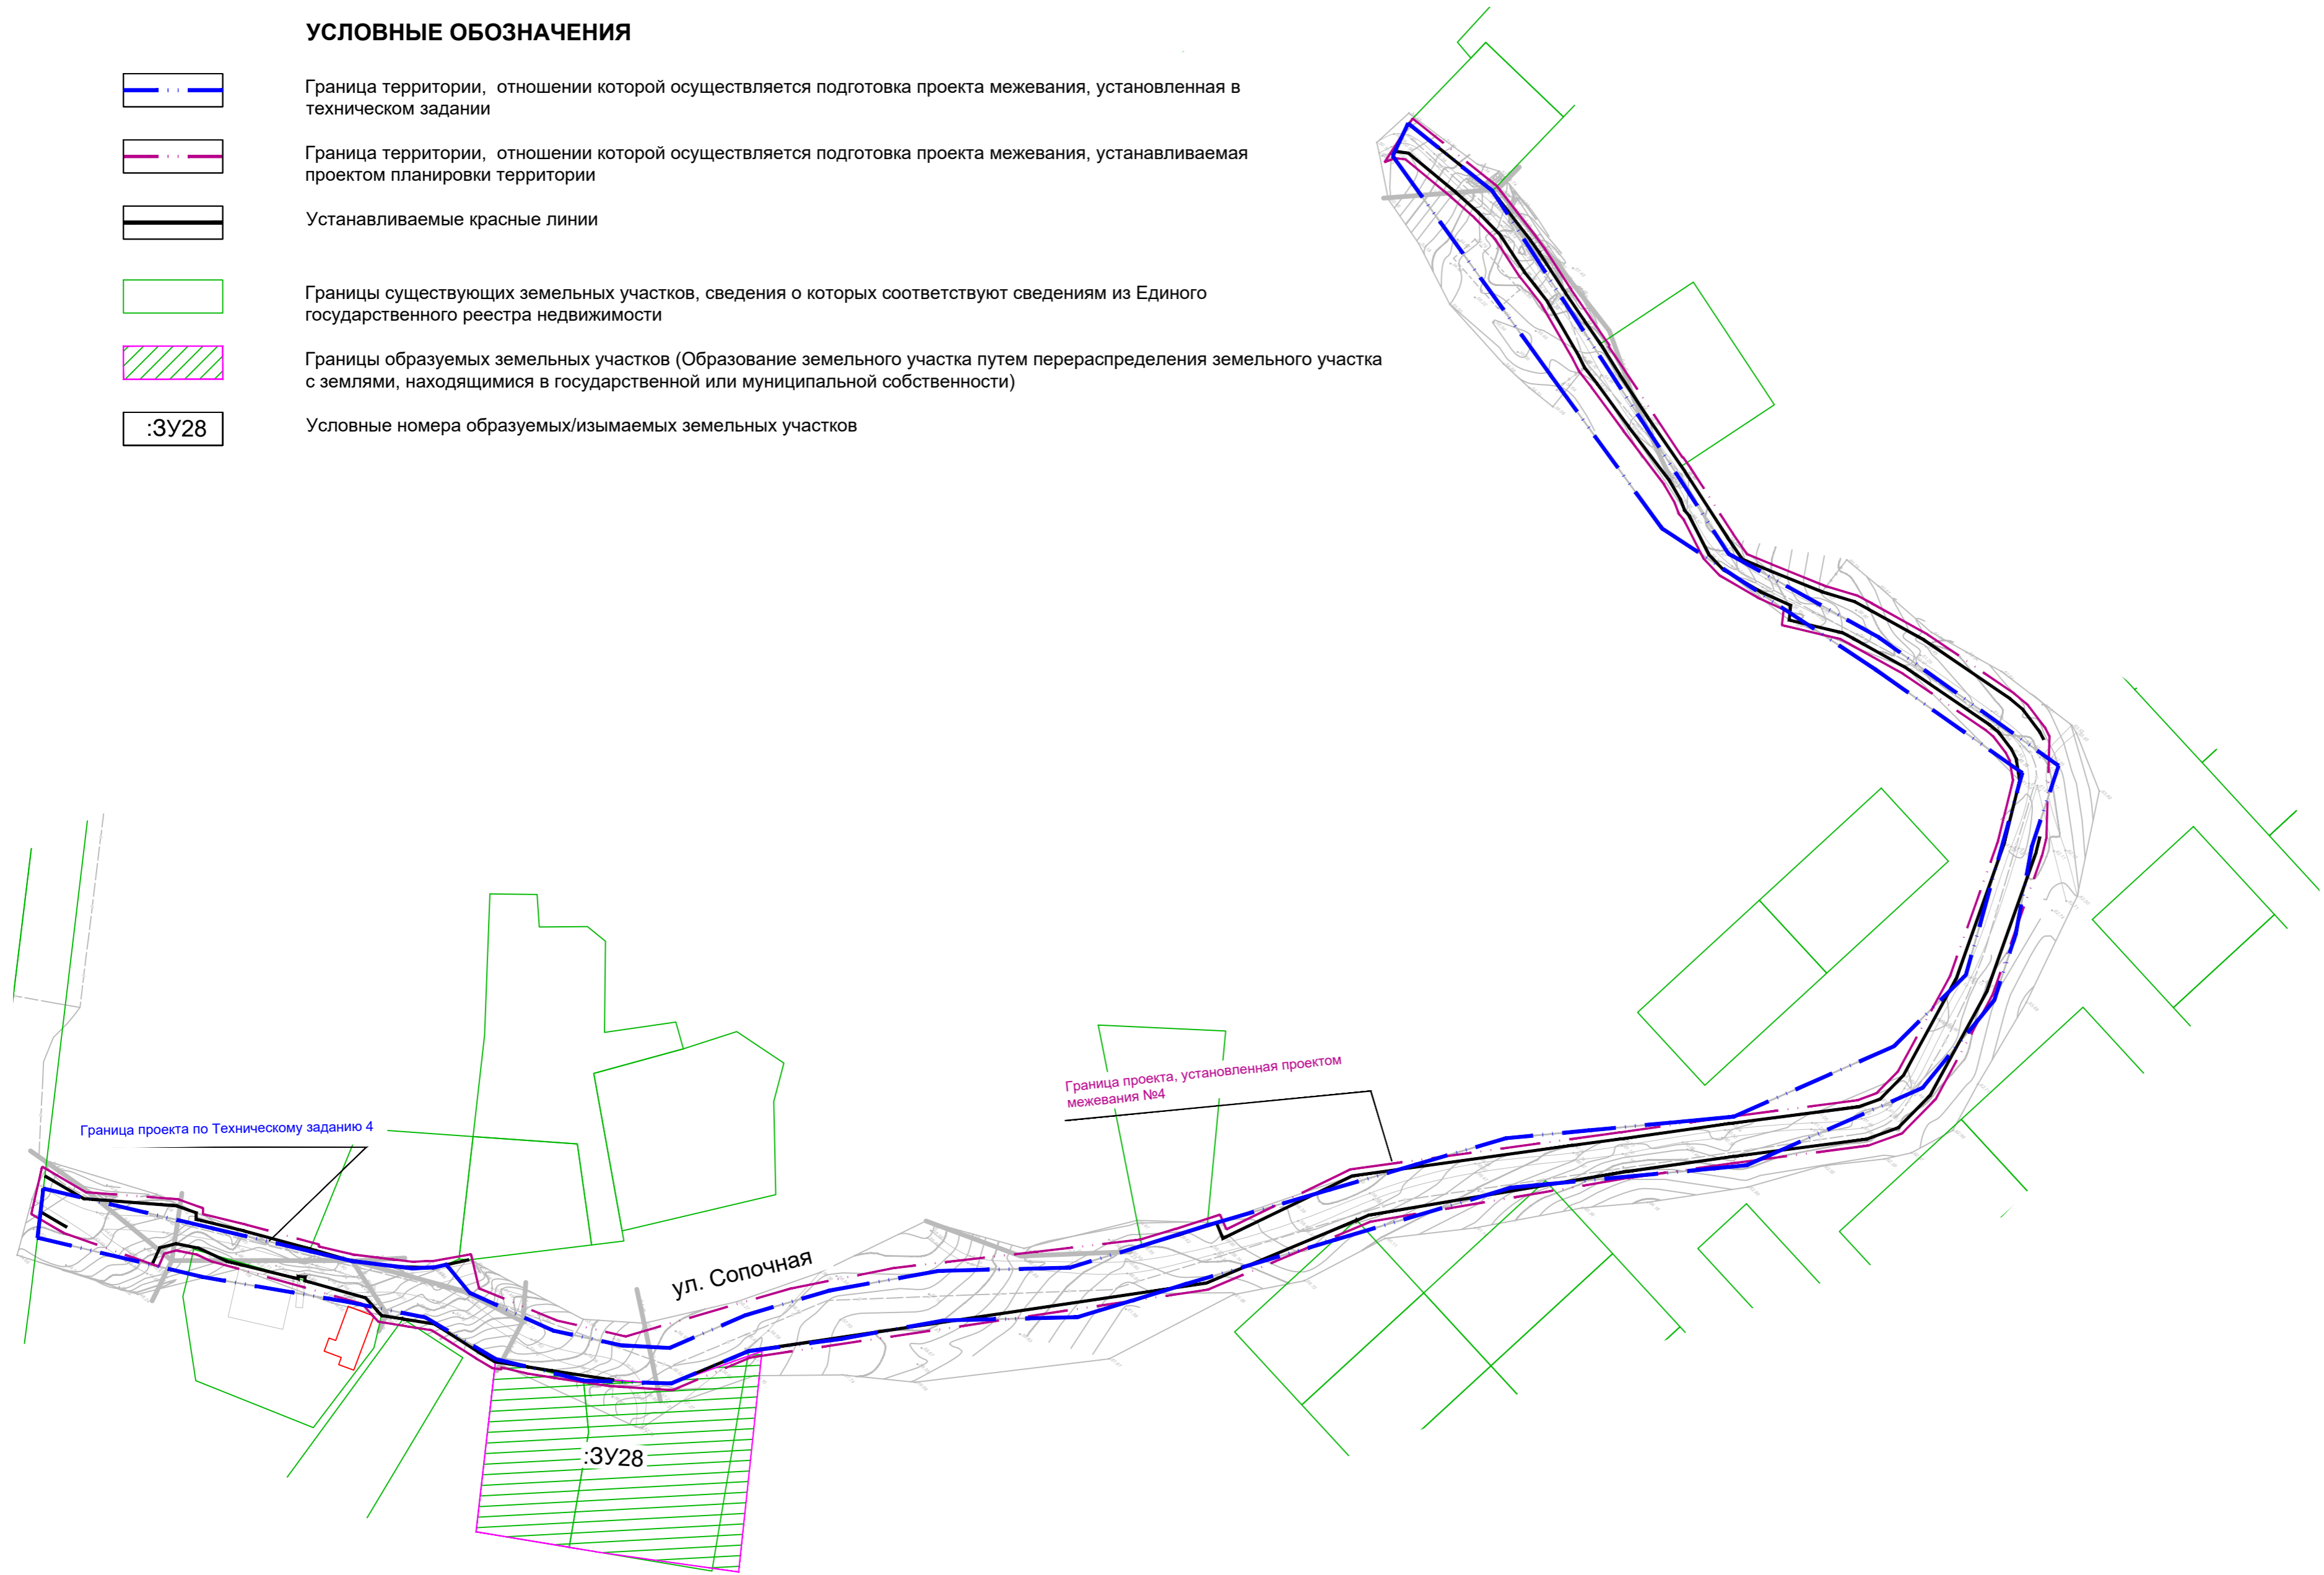 УСЛОВНЫЕ ОБОЗНАЧЕНИЯ
Граница территории, отношении которой осуществляется подготовка проекта межевания, установленная в
техническом задании
Граница территории, отношении которой осуществляется подготовка проекта межевания, устанавливаемая
проектом планировки территории
Устанавливаемые красные линии
Границы существующих земельных участков, сведения о которых соответствуют сведениям из Единого
государственного реестра недвижимости
Границы образуемых земельных участков (Образование земельного участка путем перераспределения земельного участка
с землями, находящимися в государственной или муниципальной собственности)
:ЗУ28
Условные номера образуемых/изымаемых земельных участков
Граница проекта, установленная проектом
межевания №4
Граница проекта по Техническому заданию 4
ул. Сопочная
:ЗУ28